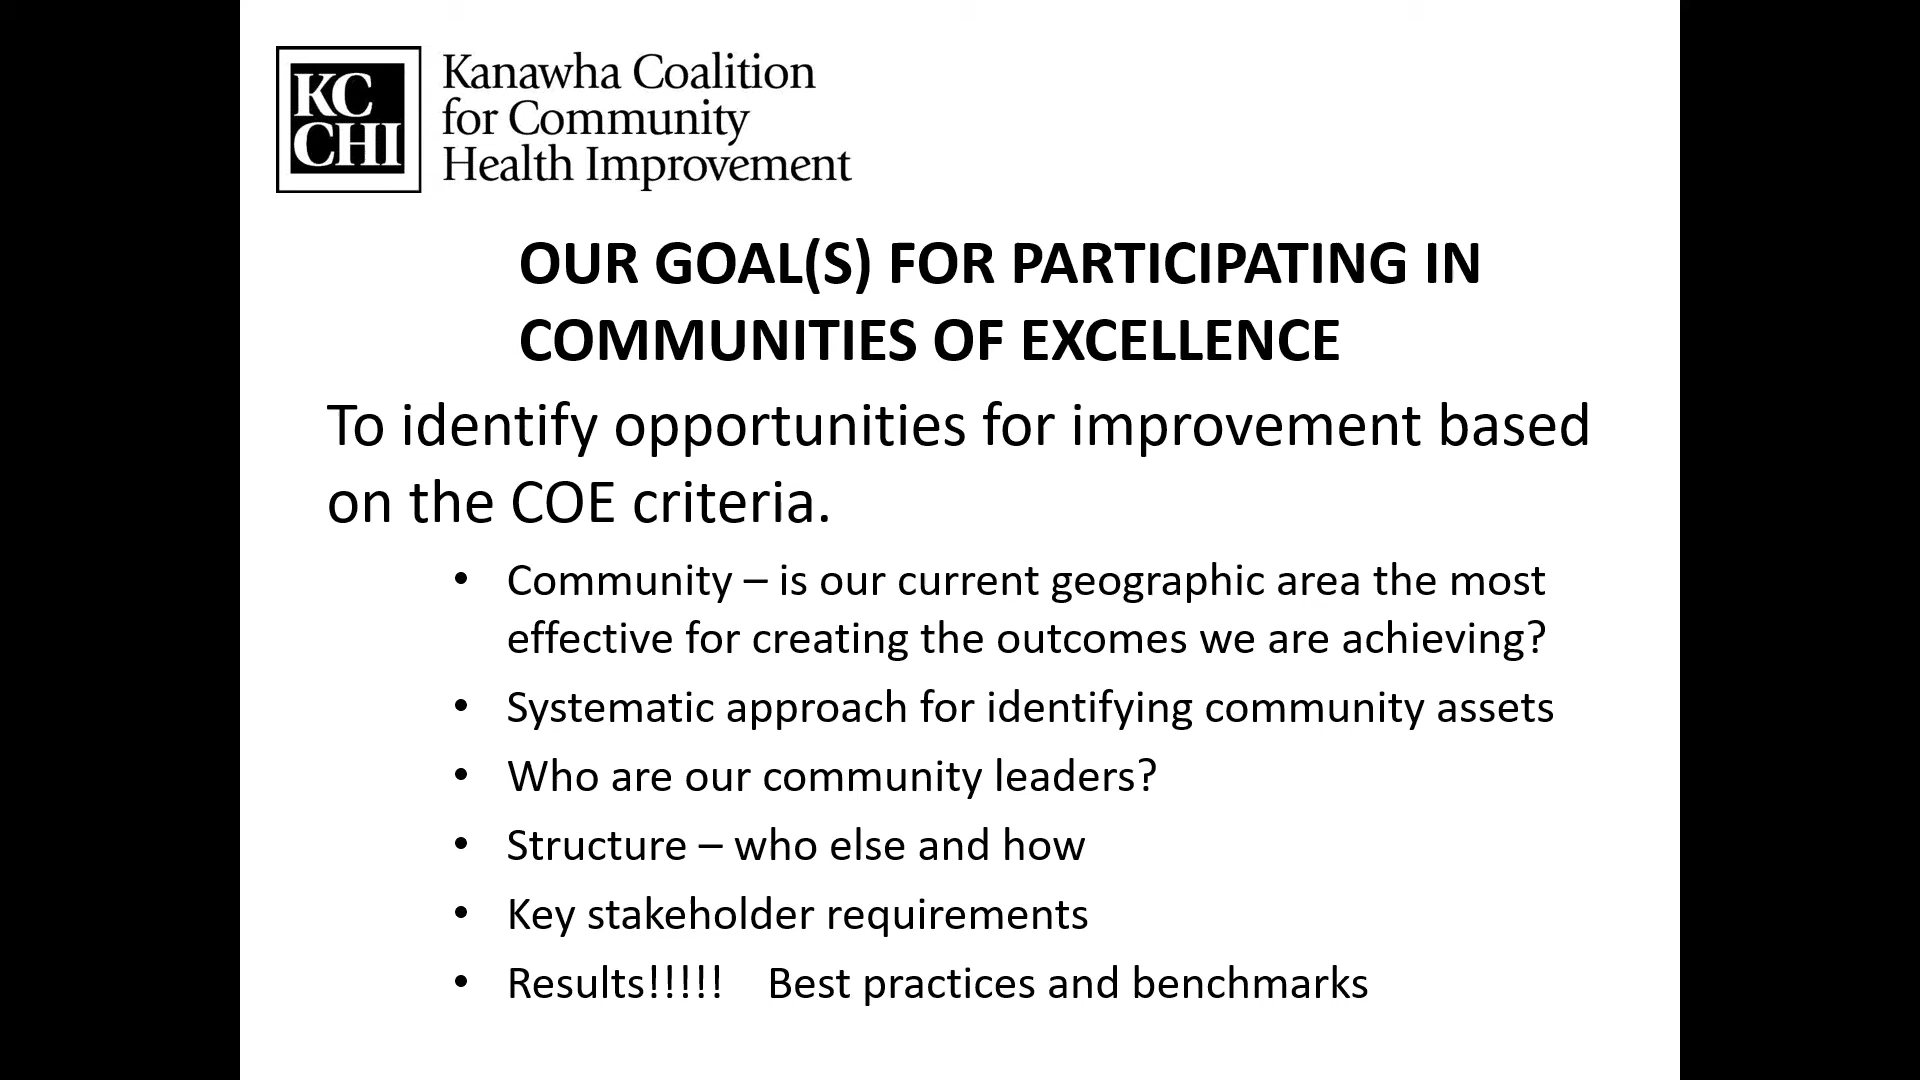 KC
CHI
Kanawha Coalition
for Community
Health Improvement
OUR GOAL(S) FOR PARTICIPATING IN
COMMUNITIES OF EXCELLENCE
To identify opportunities for improvement based
on the COE criteria.
• Community – is our current geographic area the most
effective for creating the outcomes we are achieving?
• Systematic approach for identifying community assets
• Who are our community leaders?
• Structure – who else and how
• Key stakeholder requirements
• Results!!!!! Best practices and benchmarks